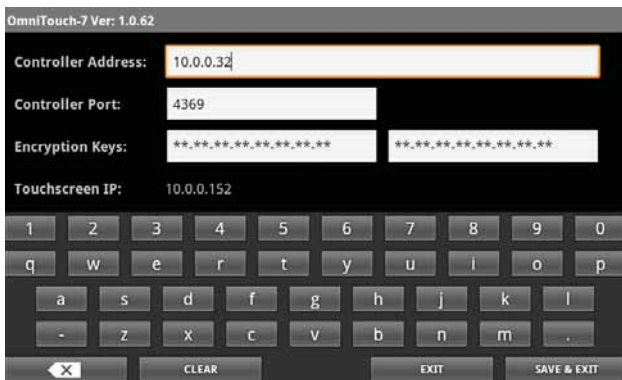 OmniTouch-7 Ver: 1.0.62
Controller Address: 10.0.0.32
Controller Port: 4369
Encryption Keys: **-**-**-**-**-**-**-** **-**-**-**-**-**-**-**
Touchscreen IP: 10.0.0.152
1 2 3 4 5 6 7 8 9 0
q w e r t y u i o p
a s d f g h j k l
- z x c v b n m .
CLEAR EXIT SAVE & EXIT